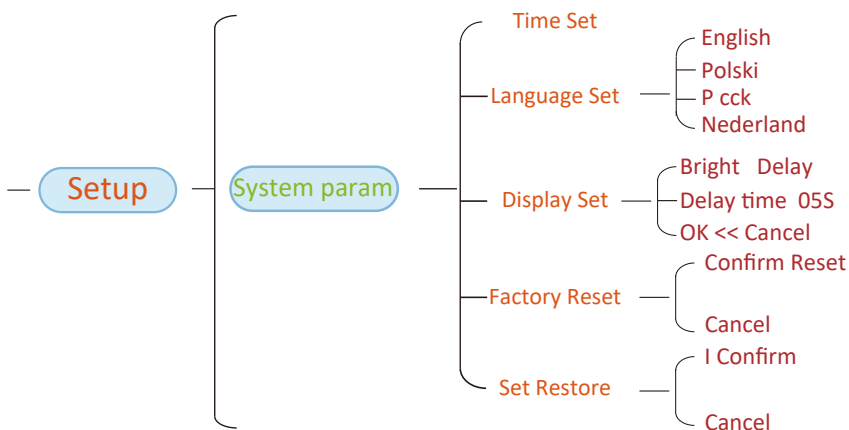 Setup
System param
Time Set
Language Set
English
Polski
P cck
Nederland
Display Set
Bright Delay
Delay time 05S
OK << Cancel
Factory Reset
Confirm Reset
Cancel
Set Restore
I Confirm
Cancel